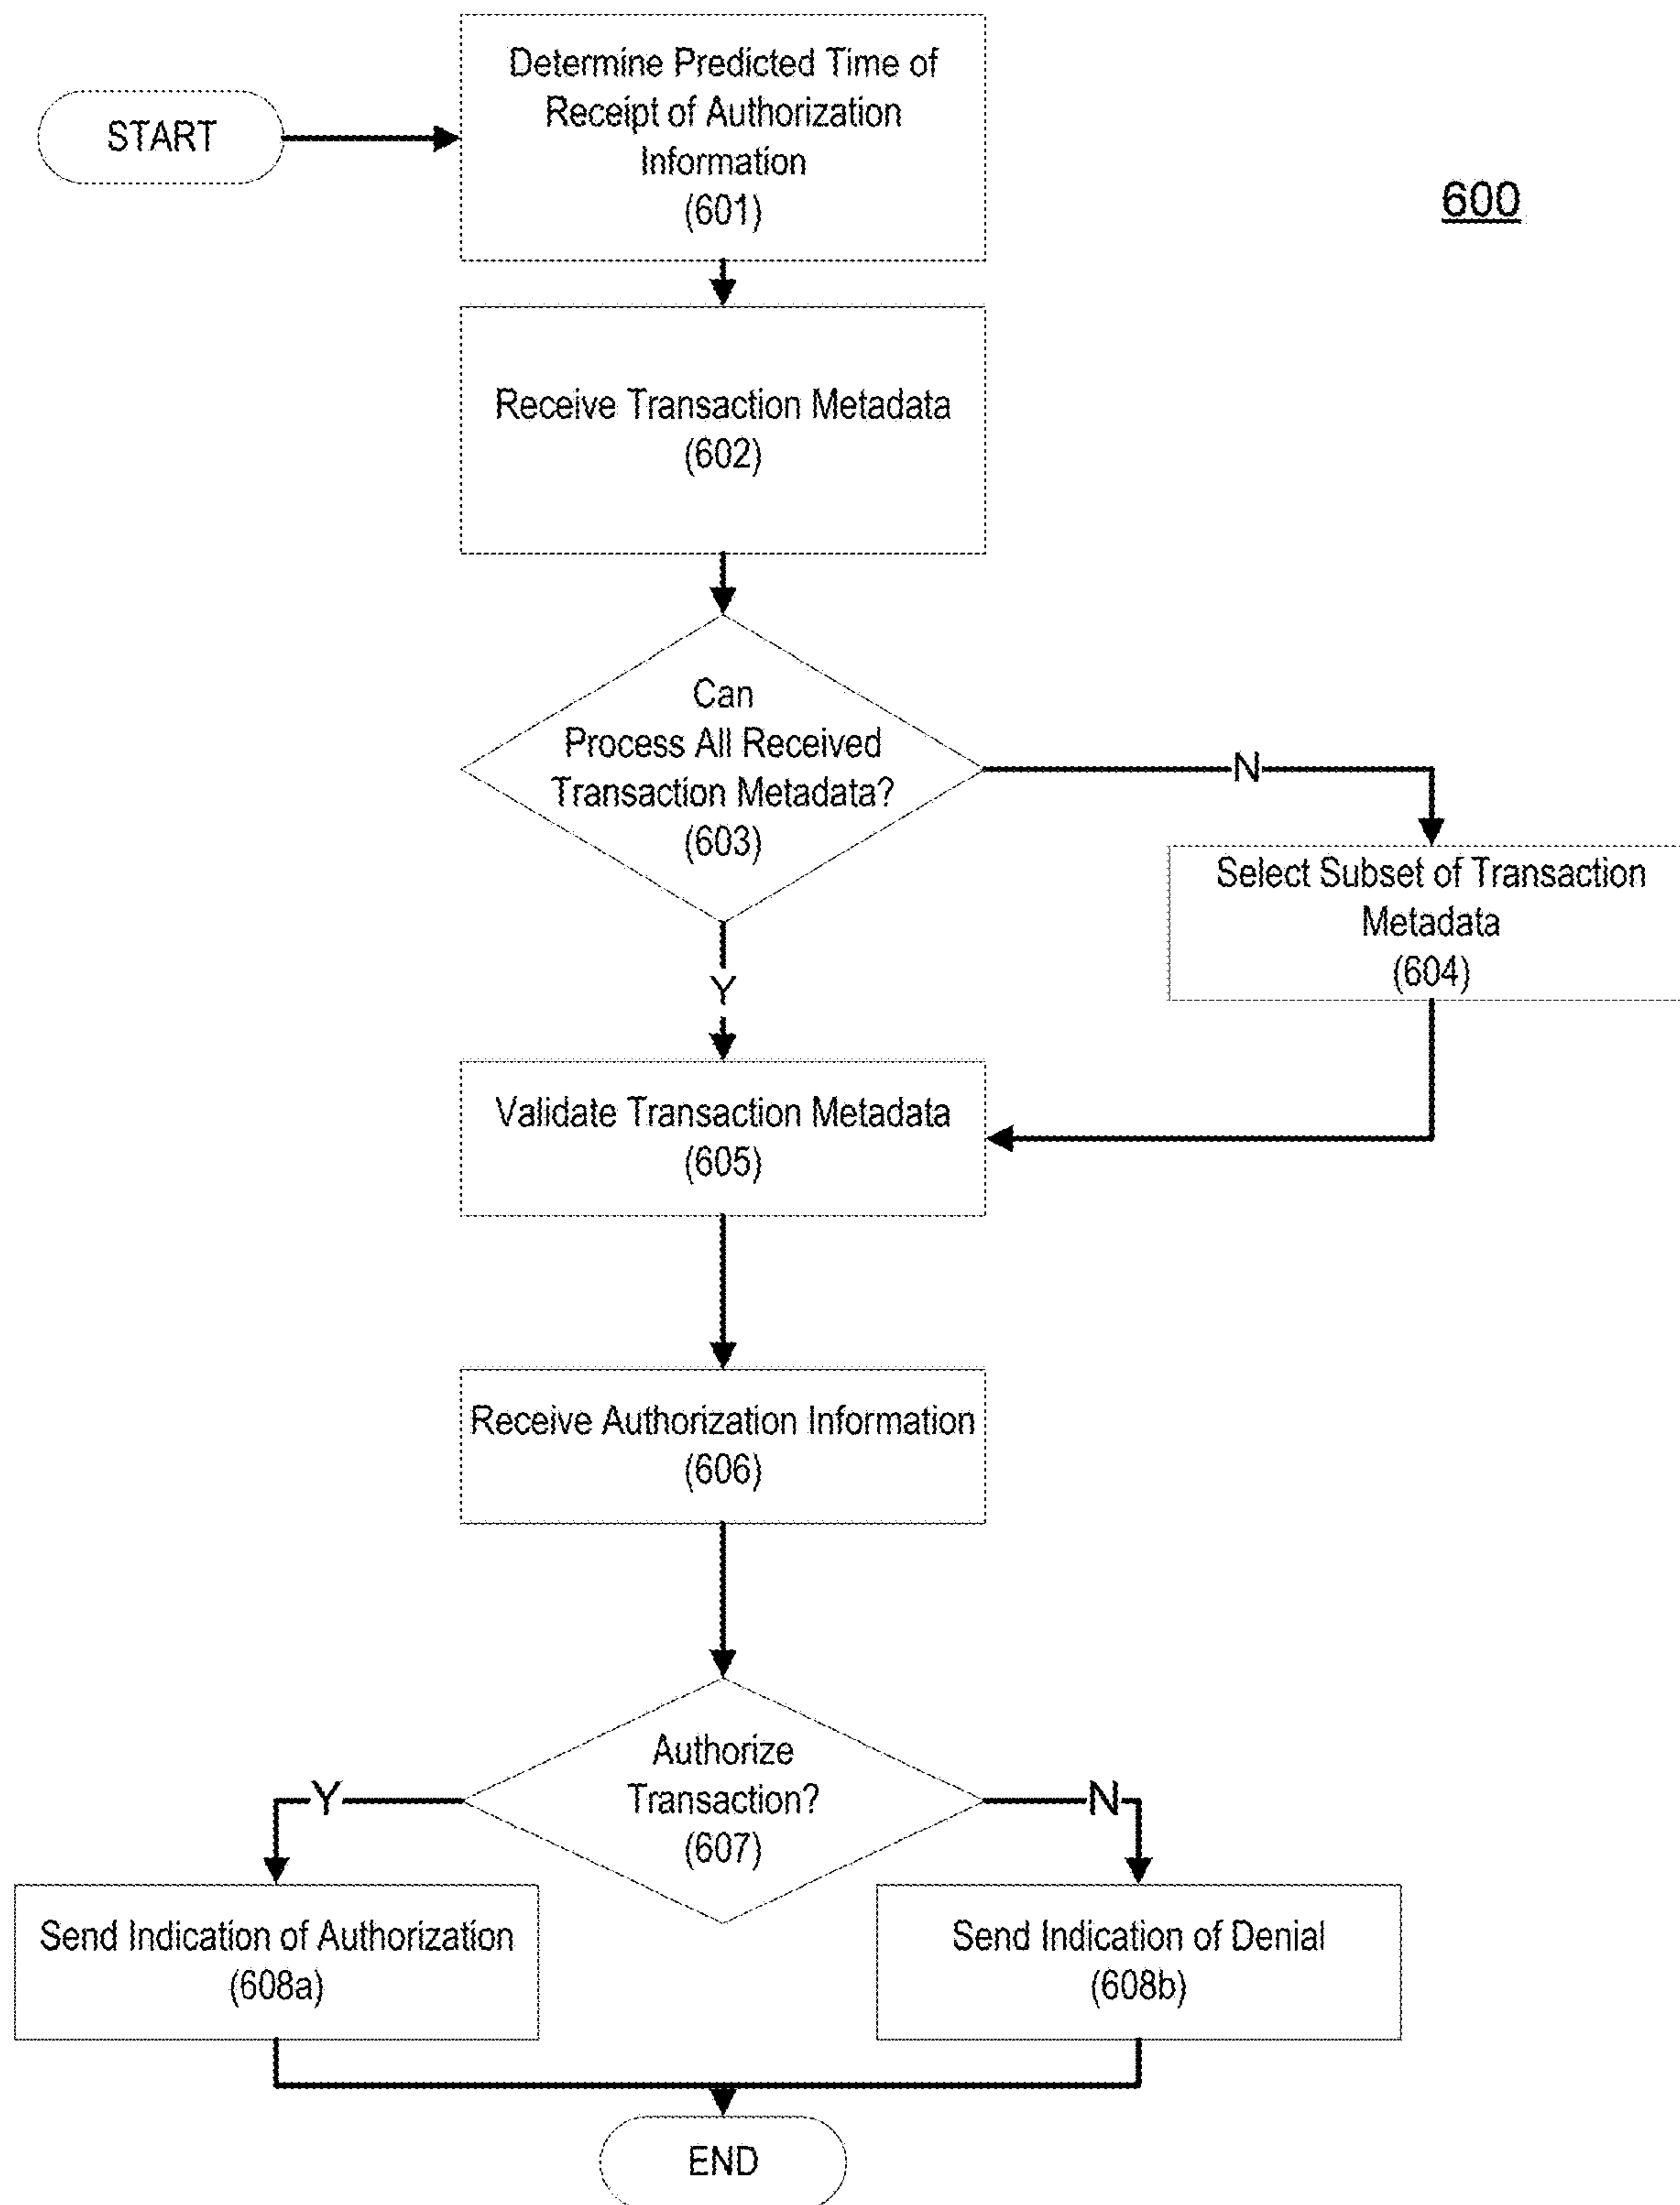 START
Determine Predicted Time of
Receipt of Authorization
Information
(601)
600
Receive Transaction Metadata
(602)
Can
Process All Received
Transaction Metadata?
(603)
N
Select Subset of Transaction
Metadata
(604)
Y
Validate Transaction Metadata
(605)
Receive Authorization Information
(606)
Authorize
Transaction?
(607)
Y
N
Send Indication of Authorization
(608a)
Send Indication of Denial
(608b)
END